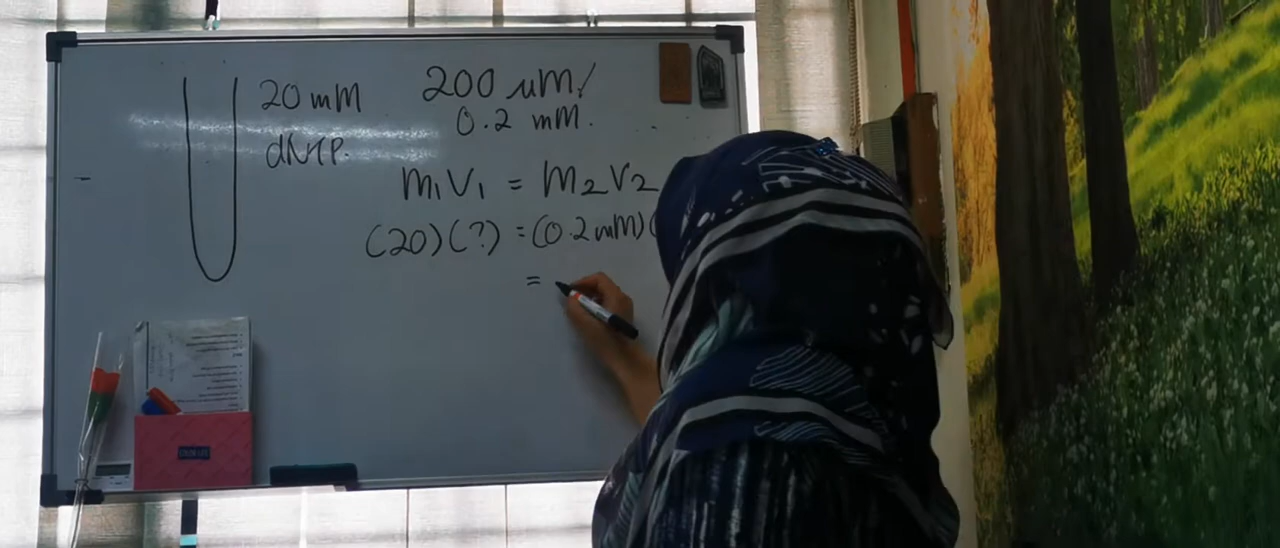 20 mM
dNTP.
200 uM/
0.2 mM.
M₁V₁ = M₂V₂
(20)(?) = (0.2 mM)(
=